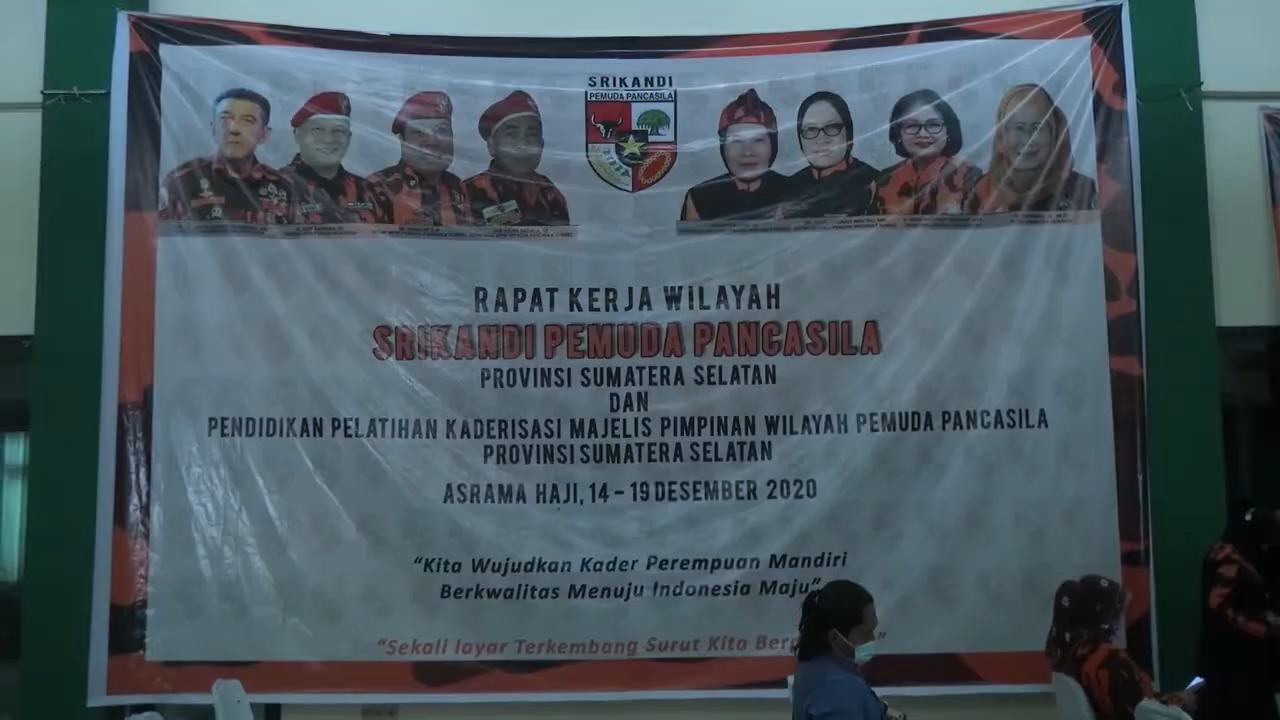 SRIKANDI
PEMUDA PANCASILA
RAPAT KERJA WILAYAH
SRIKANDI PEMUDA PANCASILA
PROVINSI SUMATERA SELATAN
DAN
PENDIDIKAN PELATIHAN KADERISASI MAJELIS PIMPINAN WILAYAH PEMUDA PANCASILA
PROVINSI SUMATERA SELATAN
ASRAMA HAJI, 14 – 19 DESEMBER 2020
“Kita Wujudkan Kader Perempuan Mandiri
Berkwalitas Menuju Indonesia Maju”
“Sekali layar Terkembang Surut Kita